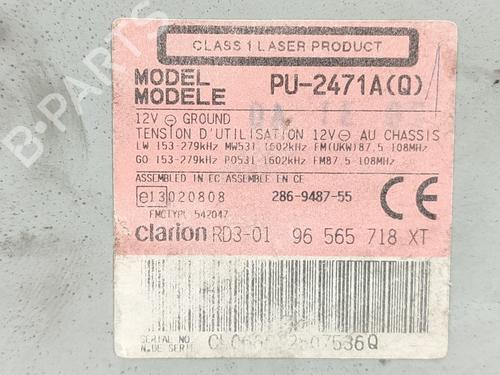 CLASS 1 LASER PRODUCT
MODEL PU-2471A(Q)
MODELE
12V ⊖ GROUND
TENSION D'UTILISATION 12V ⊖ AU CHASSIS
LW 153-279kHz MW531-1602kHz FM(UKW)87.5-108MHz
GO 153-279kHz PO531-1602kHz FM87.5-108MHz
ASSEMBLED IN EC ASSEMBLE EN CE
e13 020808 286-9487-55 CE
FMCTYPL 542047
clarion RD3-01 96 565 718 XT
SERIAL NO.
N.DE SERIE
B-PARTS